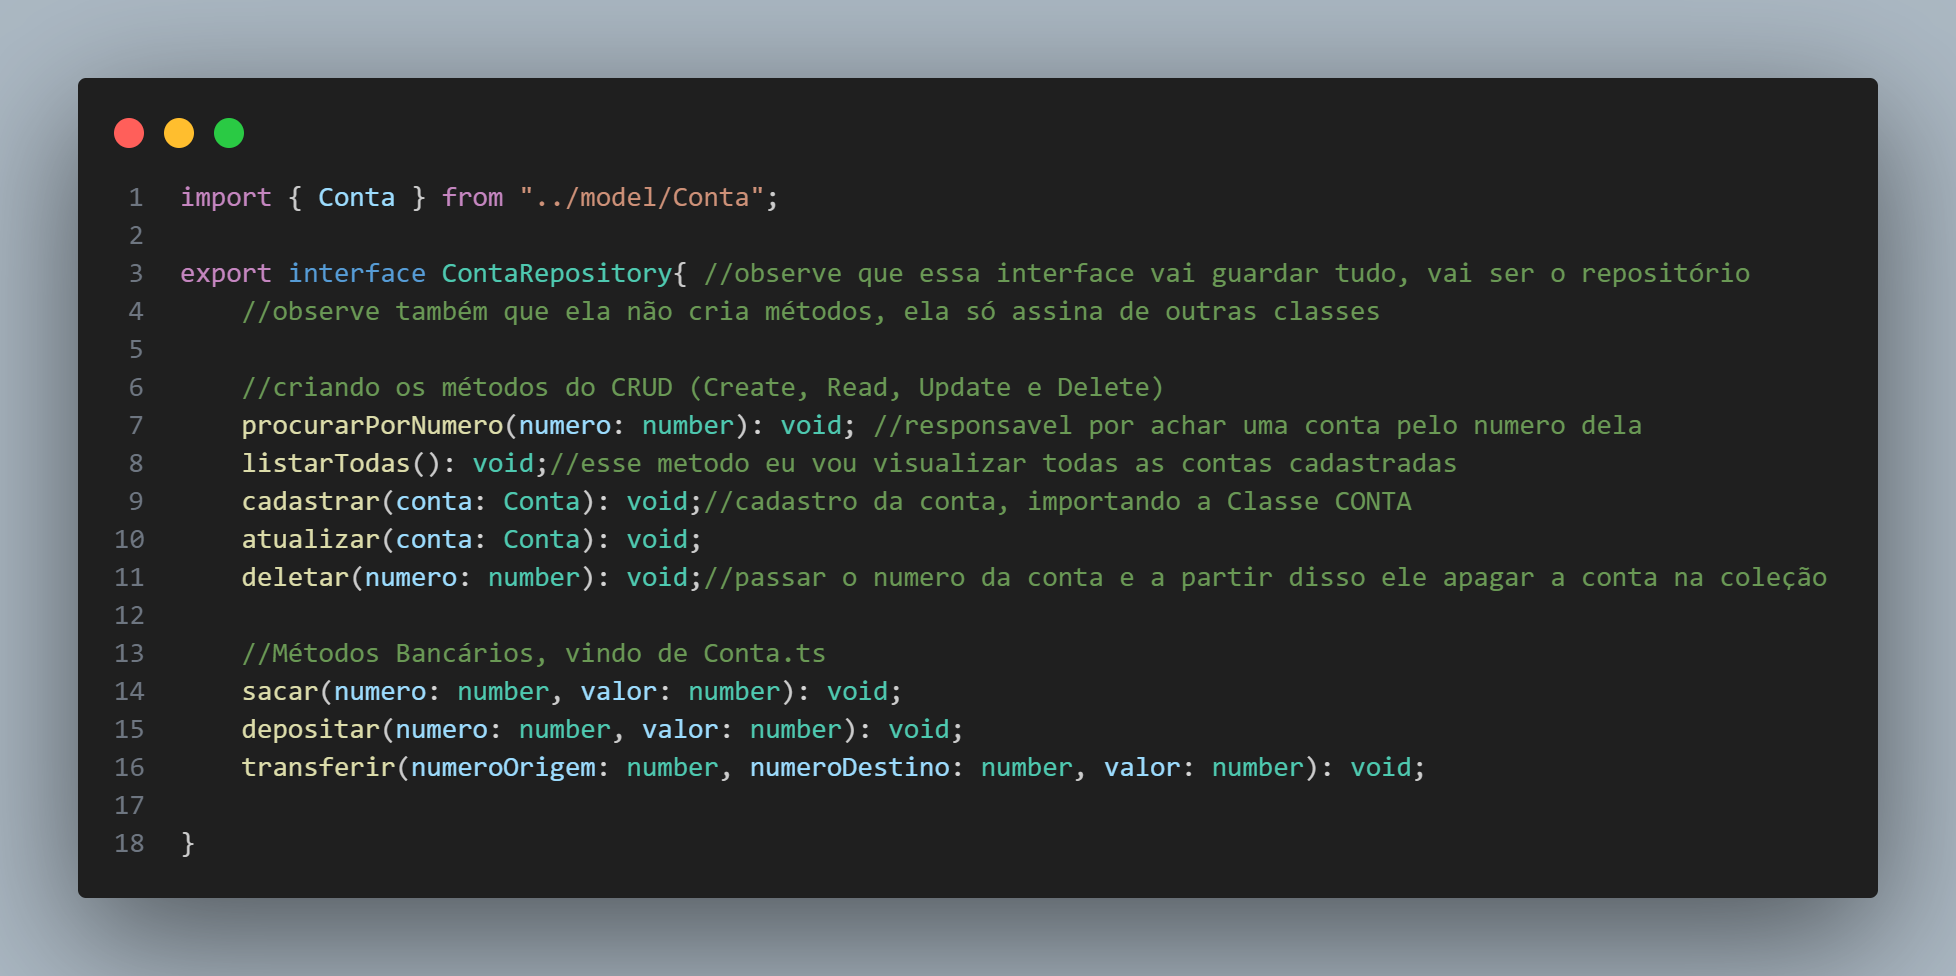 1 import { Conta } from "../model/Conta";
2
3 export interface ContaRepository{ //observe que essa interface vai guardar tudo, vai ser o repositório
4     //observe também que ela não cria métodos, ela só assina de outras classes
5
6     //criando os métodos do CRUD (Create, Read, Update e Delete)
7     procurarPorNumero(numero: number): void; //responsavel por achar uma conta pelo numero dela
8     listarTodas(): void;//esse metodo eu vou visualizar todas as contas cadastradas
9     cadastrar(conta: Conta): void;//cadastro da conta, importando a Classe CONTA
10     atualizar(conta: Conta): void;
11     deletar(numero: number): void;//passar o numero da conta e a partir disso ele apagar a conta na coleção
12
13     //Métodos Bancários, vindo de Conta.ts
14     sacar(numero: number, valor: number): void;
15     depositar(numero: number, valor: number): void;
16     transferir(numeroOrigem: number, numeroDestino: number, valor: number): void;
17
18 }